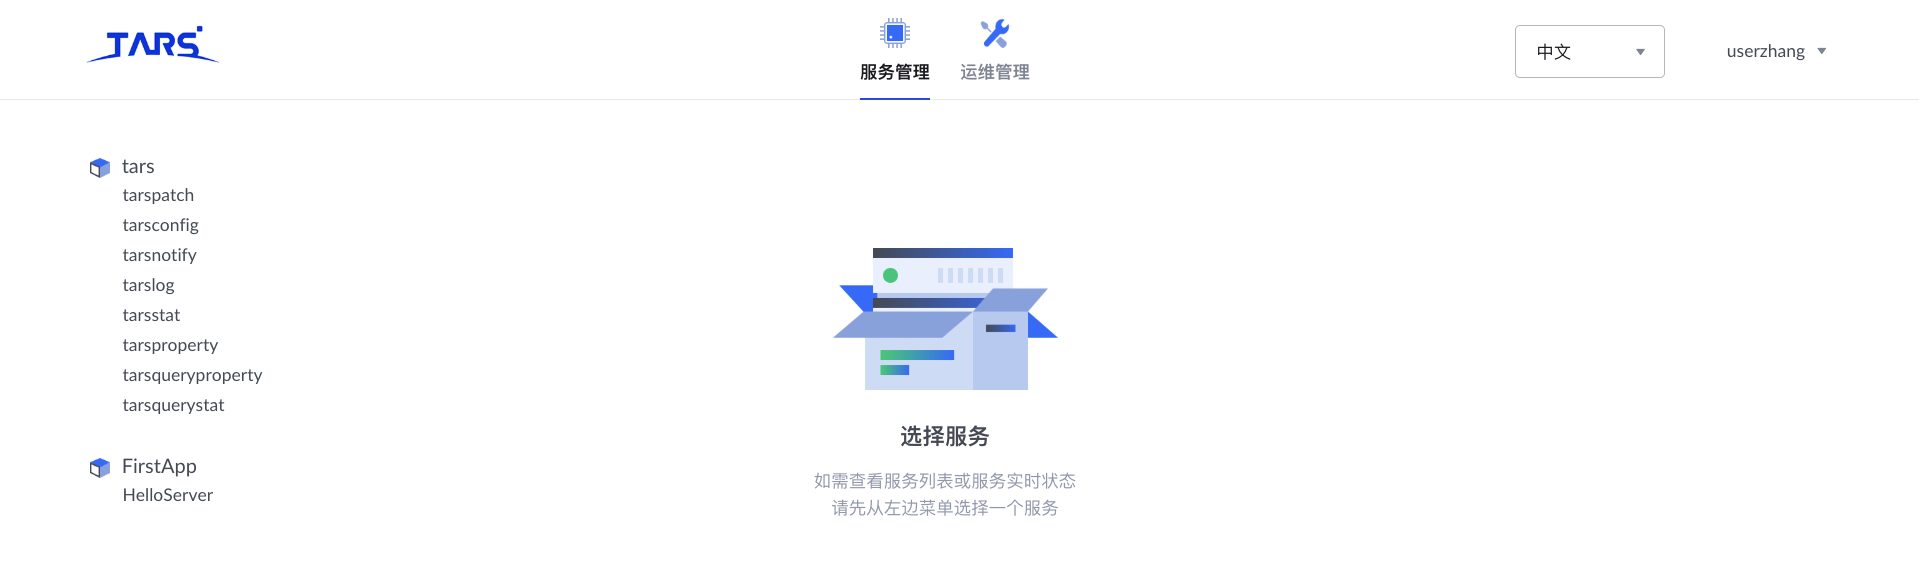 TARS
服务管理
运维管理
中文
userzhang
tars
tarspatch
tarsconfig
tarsnotify
tarslog
tarsstat
tarsproperty
tarsqueryproperty
tarsquerystat
FirstApp
HelloServer
选择服务
如需查看服务列表或服务实时状态
请先从左边菜单选择一个服务